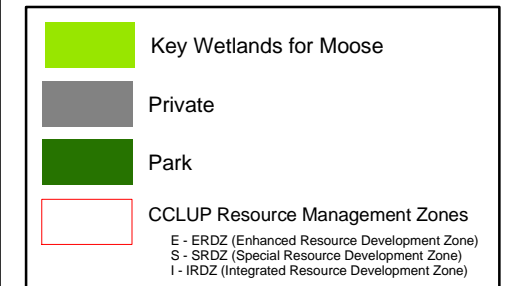 Key Wetlands for Moose
Private
Park
CCLUP Resource Management Zones
E - ERDZ (Enhanced Resource Development Zone)
S - SRDZ (Special Resource Development Zone)
I - IRDZ (Integrated Resource Development Zone)